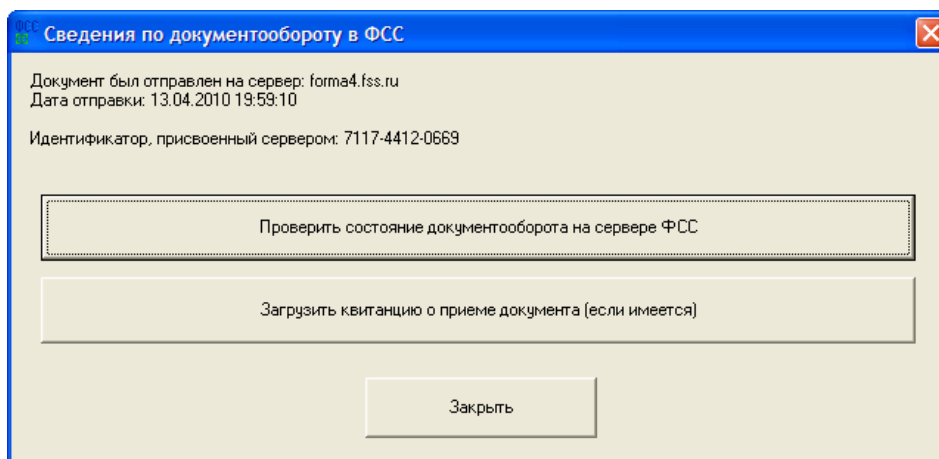 ФСС
Сведения по документообороту в ФСС
Документ был отправлен на сервер: forma4.fss.ru
Дата отправки: 13.04.2010 19:59:10
Идентификатор, присвоенный сервером: 7117-4412-0669
Проверить состояние документооборота на сервере ФСС
Загрузить квитанцию о приеме документа (если имеется)
Закрыть